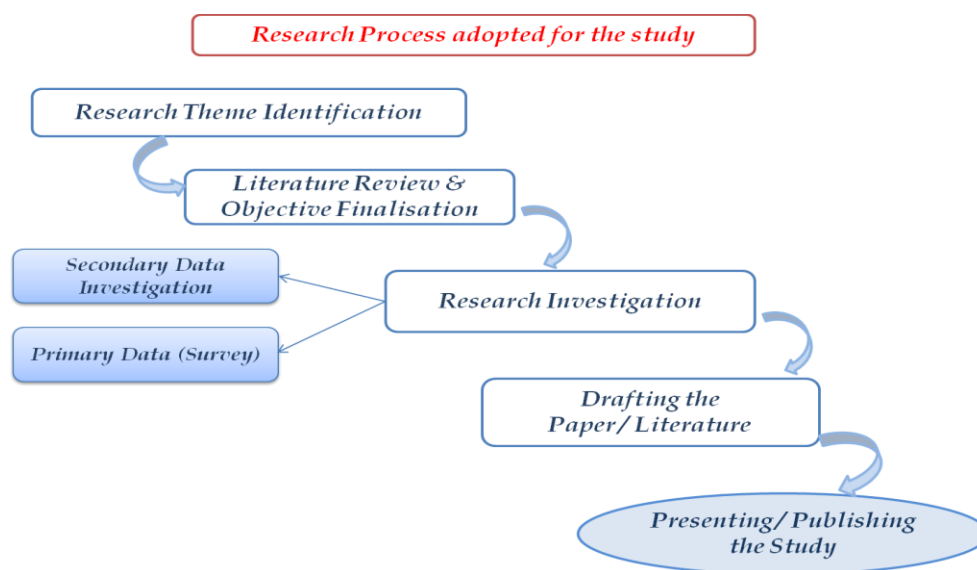 Research Process adopted for the study
Research Theme Identification
Literature Review &
Objective Finalisation
Secondary Data
Investigation
Research Investigation
Primary Data (Survey)
Drafting the
Paper/ Literature
Presenting/ Publishing
the Study